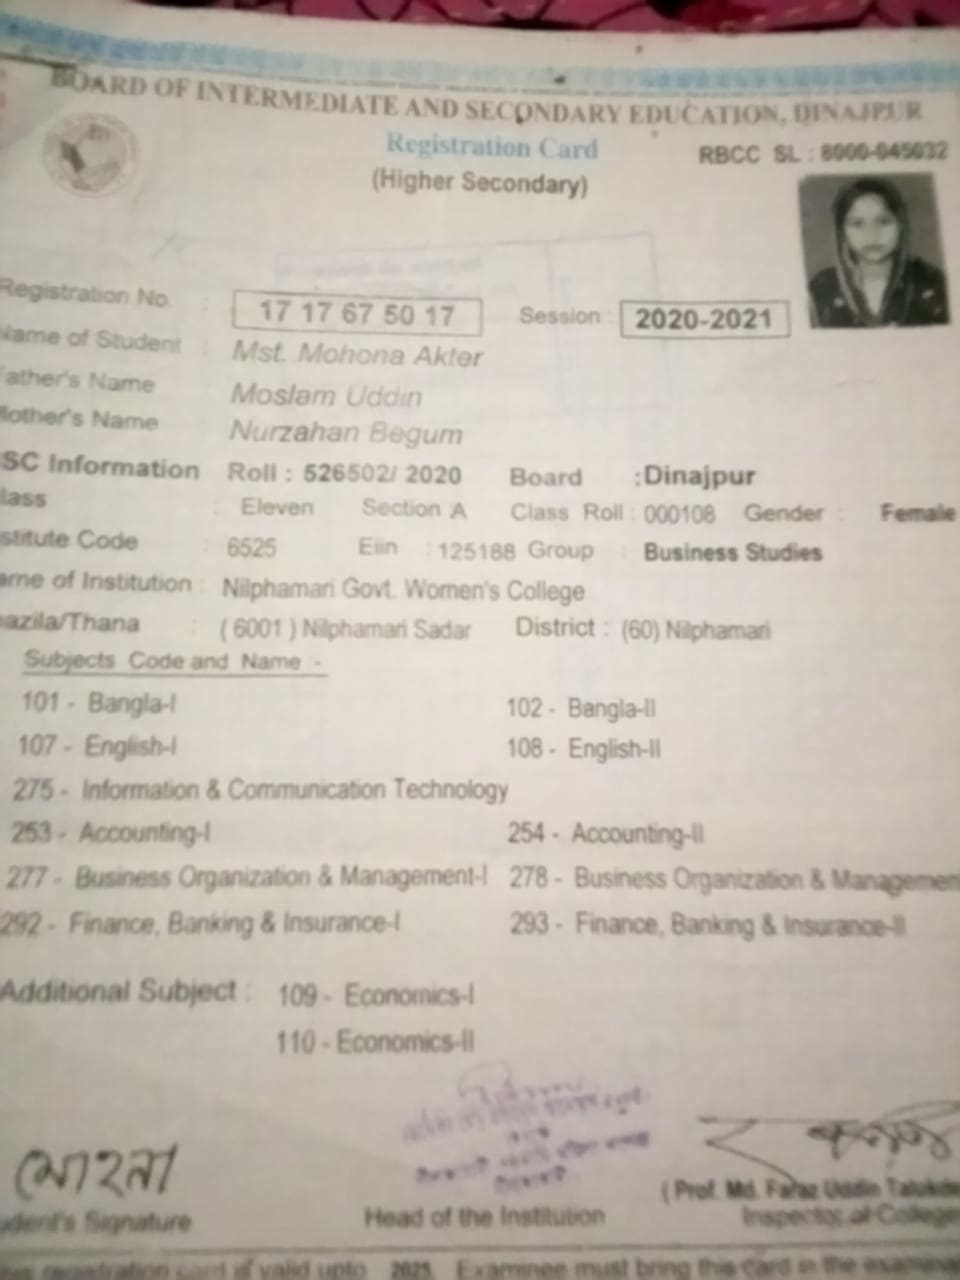 BOARD OF INTERMEDIATE AND SECONDARY EDUCATION, DINAJPUR
Registration Card
RBCC SL : 8000-045032
(Higher Secondary)
Registration No. : 17 17 67 50 17 Session : 2020-2021
Name of Student : Mst. Mohona Akter
ather's Name Moslam Uddin
other's Name Nurzahan Begum
SC Information Roll : 526502/ 2020 Board :Dinajpur
lass : Eleven Section A Class Roll : 000108 Gender : Female
stitute Code : 6525 Eiin : 125188 Group : Business Studies
ame of Institution : Nilphamari Govt. Women's College
azila/Thana : ( 6001 ) Nilphamari Sadar District : (60) Nilphamari
Subjects Code and Name -
101 - Bangla-I 102 - Bangla-II
107 - English-I 108 - English-II
275 - Information & Communication Technology
253 - Accounting-I 254 - Accounting-II
277 - Business Organization & Management-I 278 - Business Organization & Managemen
292 - Finance, Banking & Insurance-I 293 - Finance, Banking & Insurance-II
Additional Subject : 109 - Economics-I
110 - Economics-II
মোহনা
( Prof. Md. Faraz Uddin Taluk
udent's Signature Head of the Institution Inspector of College
registration card if valid upto 2025. Examinee must bring this card in the examina